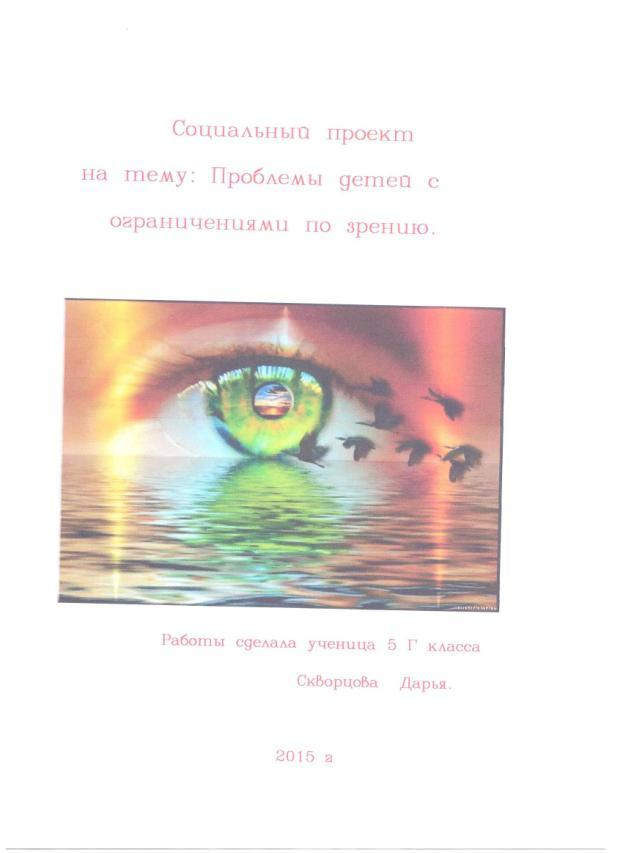 Социальный проект
на тему: Проблемы детей с
ограничениями по зрению.
Работы сделала ученица 5 Г класса
Скворцова Дарья.
2015 г